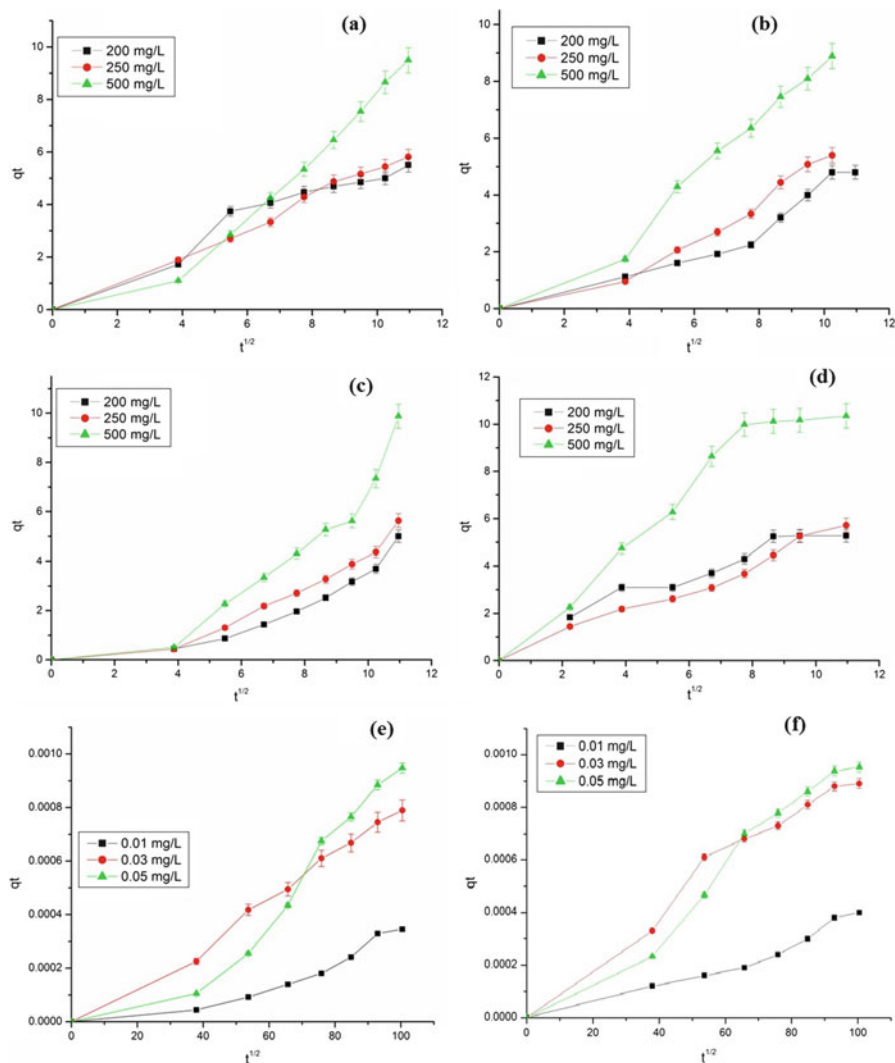 (a)
200 mg/L
250 mg/L
500 mg/L
10
8
6
4
2
0
qt
0 2 4 6 8 10 12
t1/2
(b)
200 mg/L
250 mg/L
500 mg/L
10
8
6
4
2
0
qt
0 2 4 6 8 10 12
t1/2
(c)
200 mg/L
250 mg/L
500 mg/L
10
8
6
4
2
0
qt
0 2 4 6 8 10 12
t1/2
(d)
200 mg/L
250 mg/L
500 mg/L
12
10
8
6
4
2
0
qt
0 2 4 6 8 10 12
t1/2
(e)
0.01 mg/L
0.03 mg/L
0.05 mg/L
0.0010
0.0008
0.0006
0.0004
0.0002
0.0000
qt
0 20 40 60 80 100
t1/2
(f)
0.01 mg/L
0.03 mg/L
0.05 mg/L
0.0010
0.0008
0.0006
0.0004
0.0002
0.0000
qt
0 20 40 60 80 100
t1/2